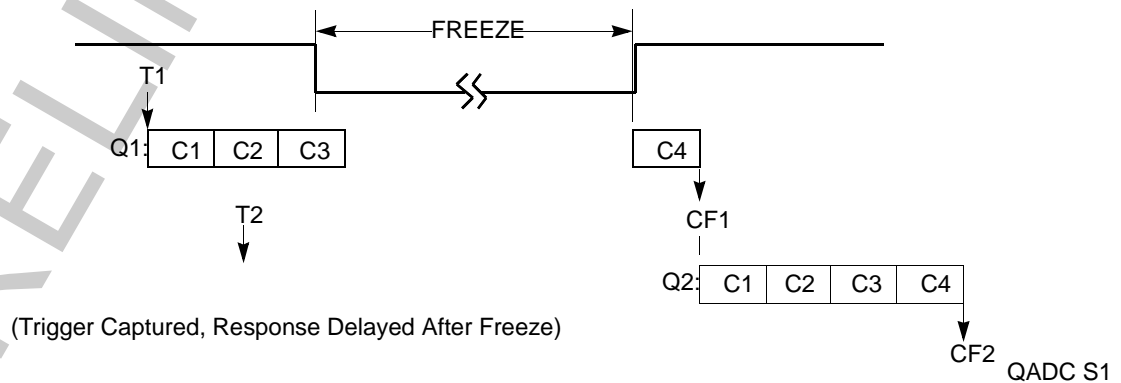 FREEZE
T1
Q1: C1 C2 C3
C4
T2
CF1
Q2: C1 C2 C3 C4
(Trigger Captured, Response Delayed After Freeze)
CF2
QADC S1